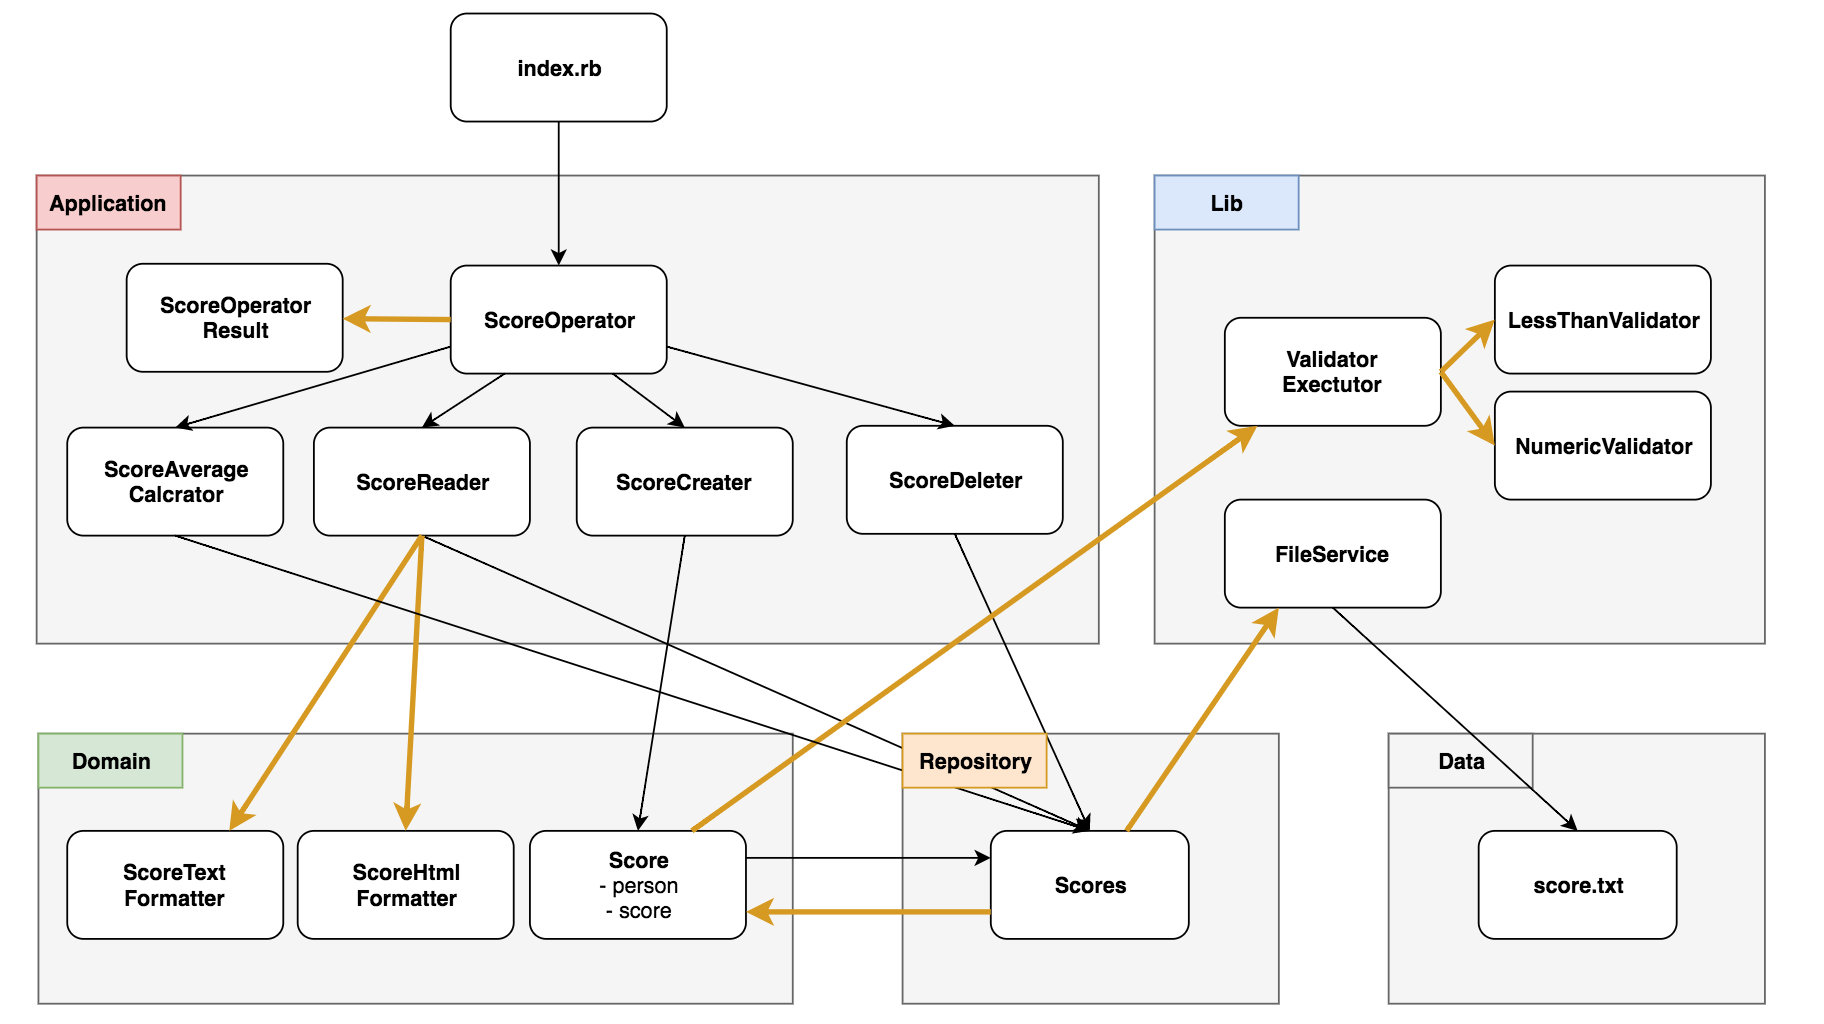 index.rb
Application
Lib
ScoreOperator
Result
ScoreOperator
Validator
Exectutor
LessThanValidator
NumericValidator
ScoreAverage
Calcrator
ScoreReader
ScoreCreater
ScoreDeleter
FileService
Domain
Repository
Data
ScoreText
Formatter
ScoreHtml
Formatter
Score
- person
- score
Scores
score.txt